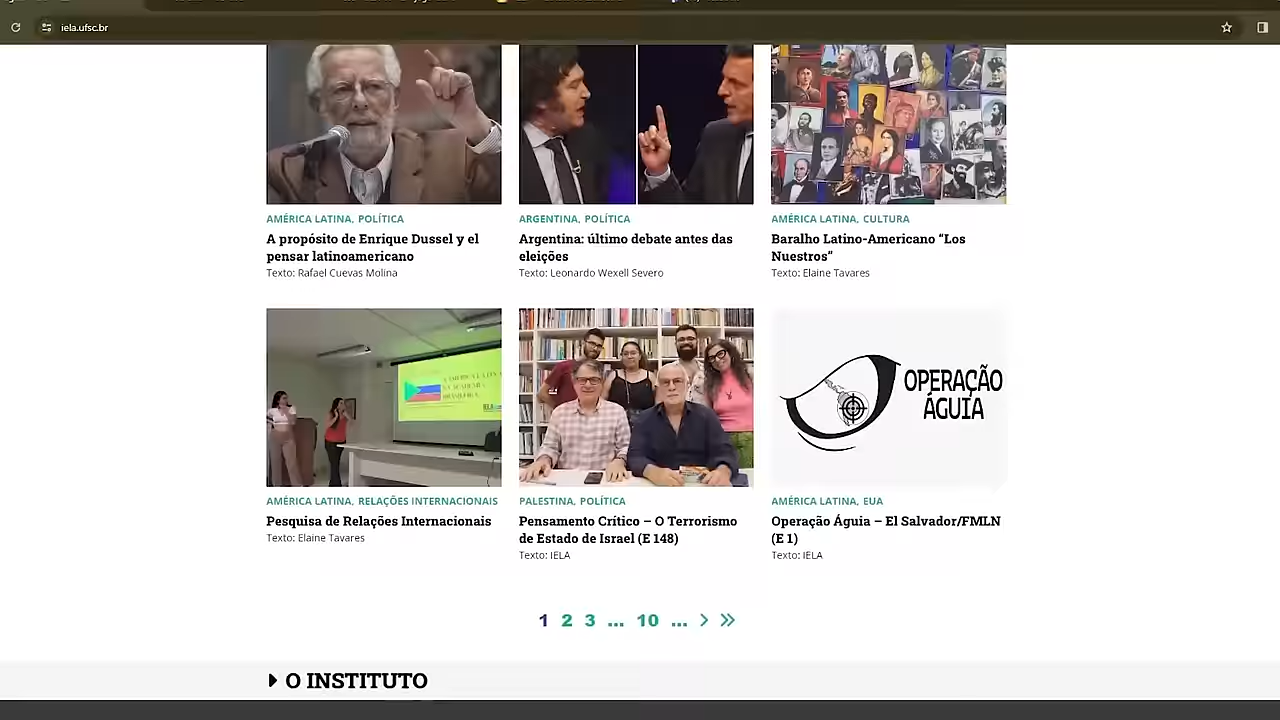 iela.ufsc.br
AMÉRICA LATINA, POLÍTICA
A propósito de Enrique Dussel y el
pensar latinoamericano
Texto: Rafael Cuevas Molina
ARGENTINA, POLÍTICA
Argentina: último debate antes das
eleições
Texto: Leonardo Wexell Severo
AMÉRICA LATINA, CULTURA
Baralho Latino-Americano “Los
Nuestros”
Texto: Elaine Tavares
OPERAÇÃO
ÁGUIA
AMÉRICA LATINA, RELAÇÕES INTERNACIONAIS
Pesquisa de Relações Internacionais
Texto: Elaine Tavares
PALESTINA, POLÍTICA
Pensamento Crítico – O Terrorismo
de Estado de Israel (E 148)
Texto: IELA
AMÉRICA LATINA, EUA
Operação Águia – El Salvador/FMLN
(E 1)
Texto: IELA
1 2 3 ... 10 ...
O INSTITUTO